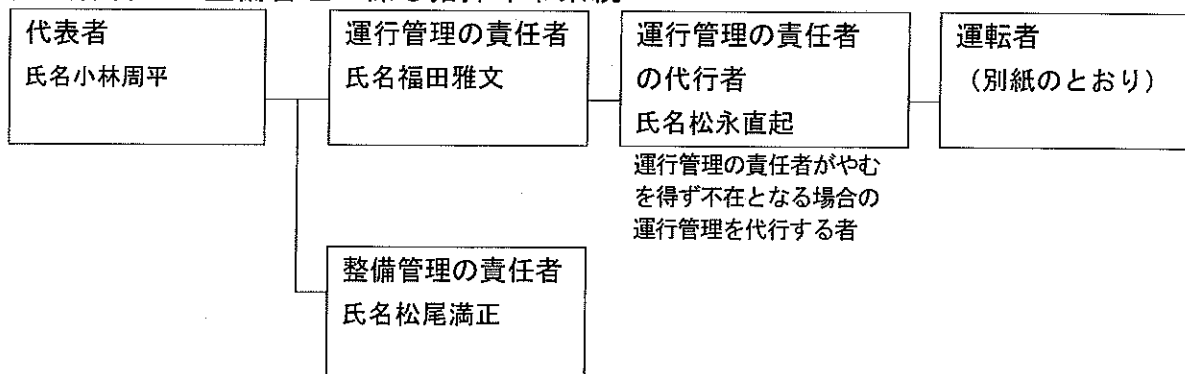 代表者
氏名小林周平
運行管理の責任者
氏名福田雅文
運行管理の責任者
の代行者
氏名松永直起
運行管理の責任者がやむ
を得ず不在となる場合の
運行管理を代行する者
運転者
（別紙のとおり）
整備管理の責任者
氏名松尾満正